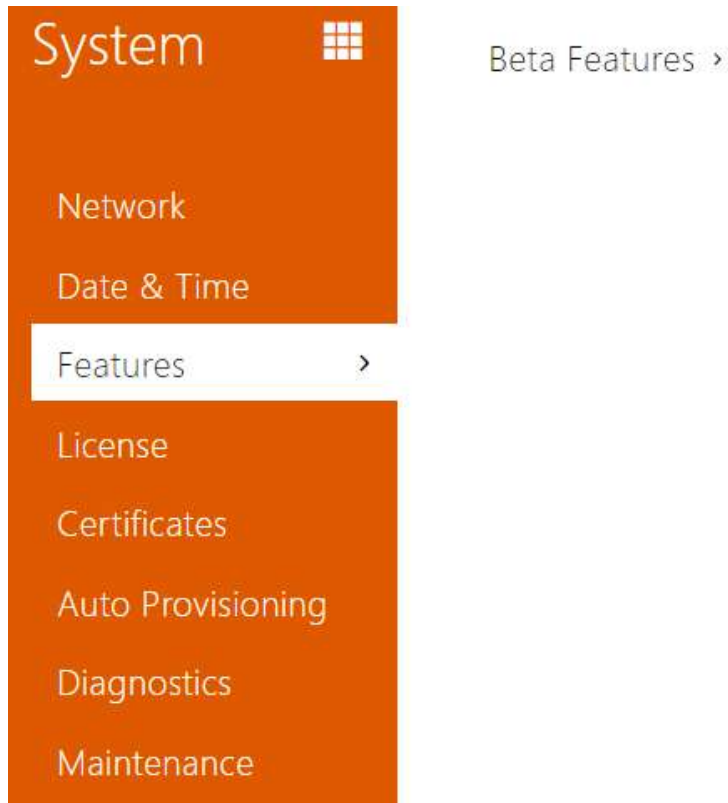 System
Beta Features ›
Network
Date & Time
Features ›
License
Certificates
Auto Provisioning
Diagnostics
Maintenance